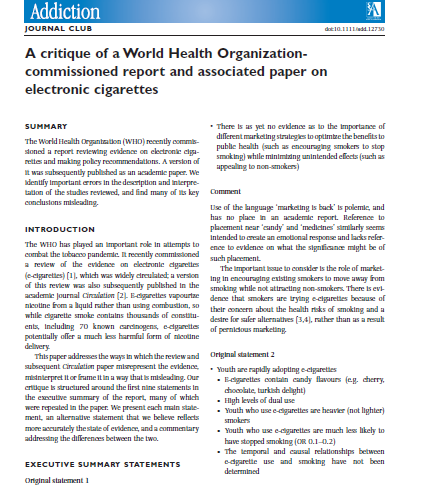 Addiction
JOURNAL CLUB
doi:10.1111/add.12730
A critique of a World Health Organization-
commissioned report and associated paper on
electronic cigarettes
SUMMARY
The World Health Organization (WHO) recently commis-
sioned a report reviewing evidence on electronic ciga-
rettes and making policy recommendations. A version of
it was subsequently published as an academic paper. We
identify important errors in the description and interpre-
tation of the studies reviewed, and find many of its key
conclusions misleading.
INTRODUCTION
The WHO has played an important role in attempts to
combat the tobacco pandemic. It recently commissioned
a review of the evidence on electronic cigarettes
(e-cigarettes) [1], which was widely circulated; a version
of this review was also subsequently published in the
academic journal Circulation [2]. E-cigarettes vapourize
nicotine from a liquid rather than using combustion, so
while cigarette smoke contains thousands of constitu-
ents, including 70 known carcinogens, e-cigarettes
potentially offer a much less harmful form of nicotine
delivery.
This paper addresses the ways in which the review and
subsequent Circulation paper misrepresent the evidence,
misinterpret it or frame it in a way that is misleading. Our
critique is structured around the first nine statements in
the executive summary of the report, many of which
were repeated in the paper. We present each main state-
ment, an alternative statement that we believe reflects
more accurately the state of evidence, and a commentary
addressing the differences between the two.
EXECUTIVE SUMMARY STATEMENTS
Original statement 1
• There is as yet no evidence as to the importance of
different marketing strategies to optimize the benefits to
public health (such as encouraging smokers to stop
smoking) while minimizing unintended effects (such as
appealing to non-smokers)
Comment
Use of the language 'marketing is back' is polemic, and
has no place in an academic report. Reference to
placement near 'candy' and 'medicines' similarly seems
intended to create an emotional response and lacks refer-
ence to evidence on what the significance might be of
such placement.
The important issue to consider is the role of market-
ing in encouraging existing smokers to move away from
smoking while not attracting non-smokers. There is evi-
dence that smokers are trying e-cigarettes because of
their concern about the health risks of smoking and a
desire for safer alternatives [3,4], rather than as a result
of pernicious marketing.
Original statement 2
• Youth are rapidly adopting e-cigarettes
• E-cigarettes contain candy flavours (e.g. cherry,
chocolate, turkish delight)
• High levels of dual use
• Youth who use e-cigarettes are heavier (not lighter)
smokers
• Youth who use e-cigarettes are much less likely to
have stopped smoking (OR 0.1–0.2)
• The temporal and causal relationships between
e-cigarette use and smoking have not been
determined